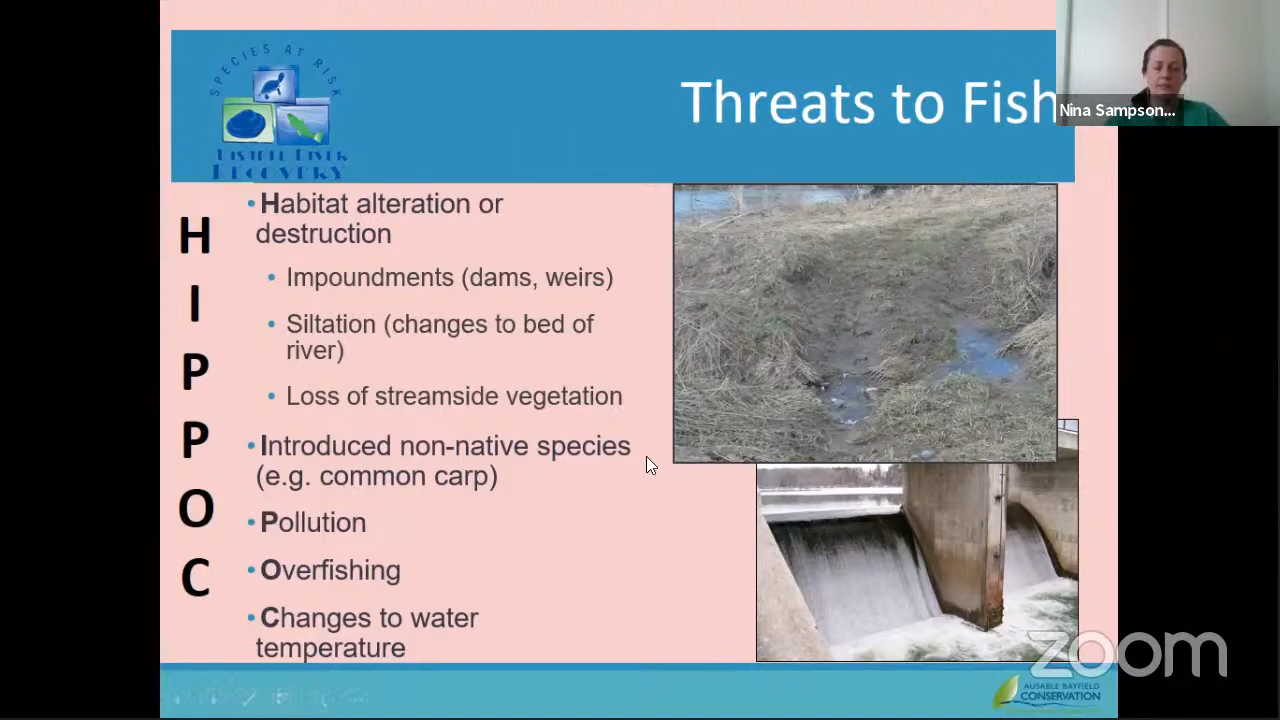 SPECIES AT RISK
RECOVERY
Threats to Fish
Nina Sampson...
H
I
P
P
O
C
•Habitat alteration or
destruction
• Impoundments (dams, weirs)
• Siltation (changes to bed of
river)
• Loss of streamside vegetation
•Introduced non-native species
(e.g. common carp)
•Pollution
•Overfishing
•Changes to water
temperature
zoom
AUSABLE BAYFIELD
CONSERVATION